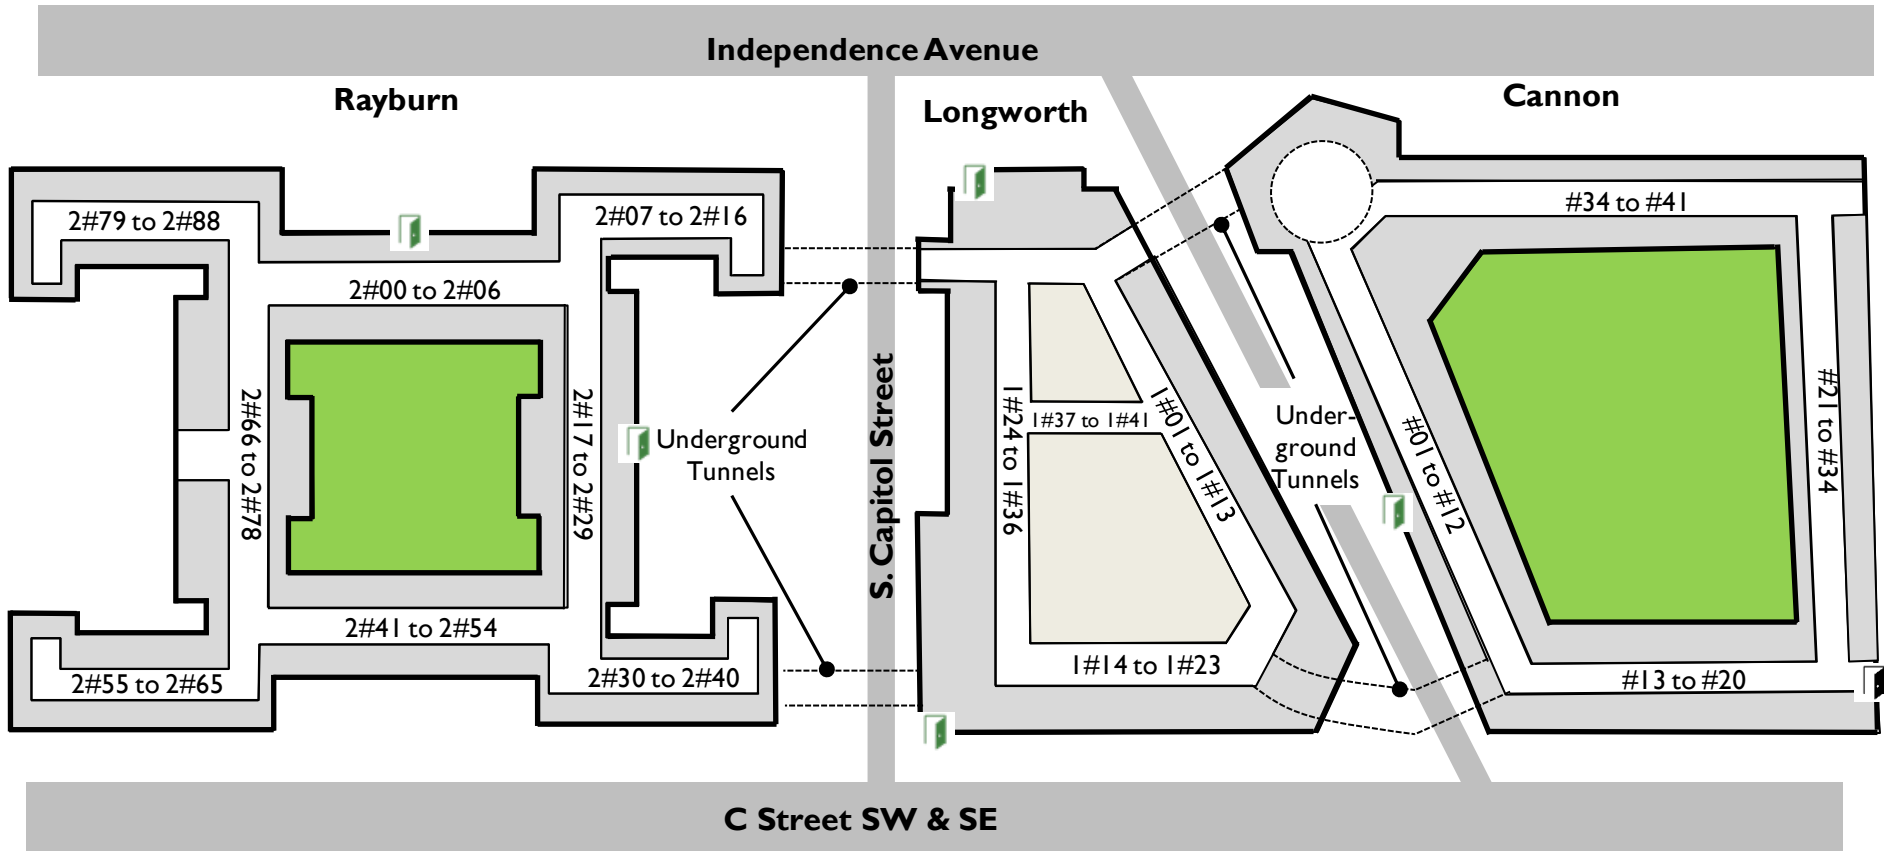 Independence Avenue
Rayburn
Longworth
Cannon
2#79 to 2#88
2#07 to 2#16
#34 to #41
2#00 to 2#06
2#66 to 2#78
2#17 to 2#29
Underground
Tunnels
S. Capitol Street
1#24 to 1#36
1#37 to 1#41
1#01 to 1#13
Under-
ground
Tunnels
#01 to #12
#21 to #34
2#41 to 2#54
2#55 to 2#65
2#30 to 2#40
1#14 to 1#23
#13 to #20
C Street SW & SE